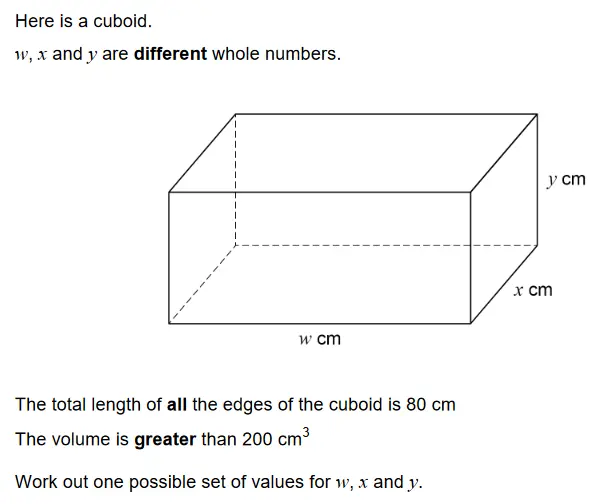 Here is a cuboid.
w, x and y are different whole numbers.
y cm
x cm
w cm
The total length of all the edges of the cuboid is 80 cm
The volume is greater than 200 cm³
Work out one possible set of values for w, x and y.